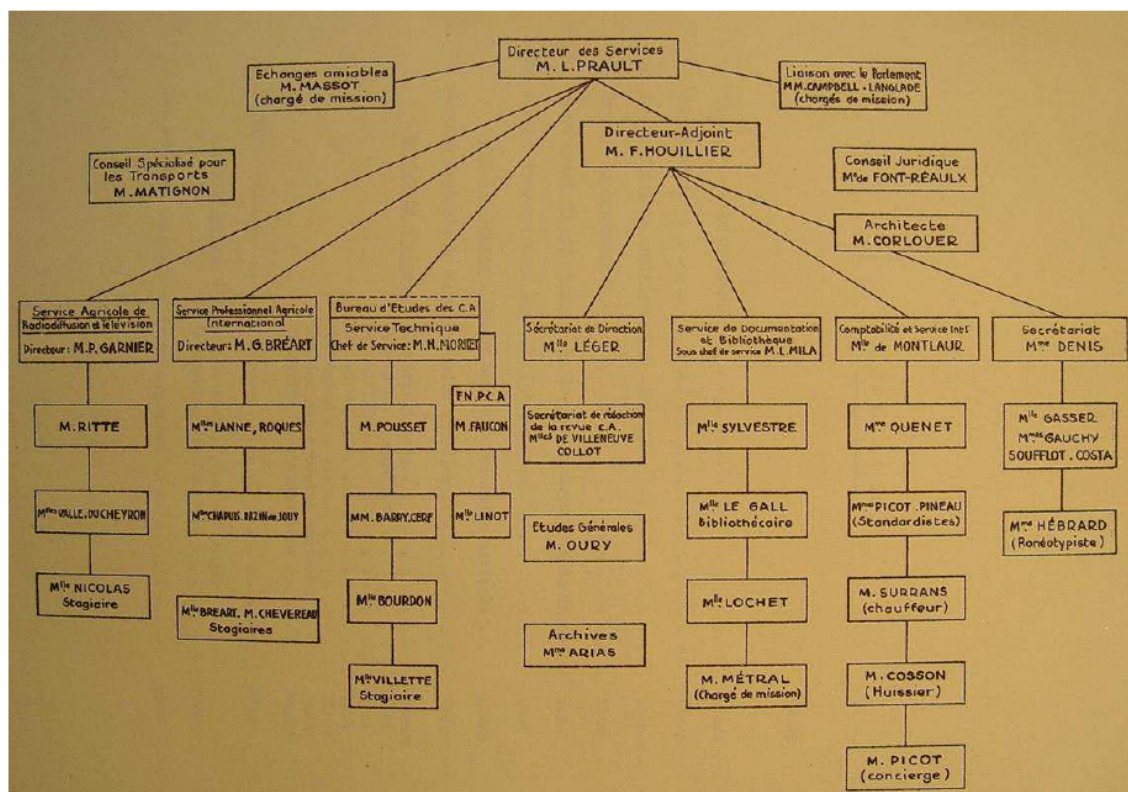 Directeur des Services
M. L. PRAULT
Echanges amiables
M. MASSOT
(chargé de mission)
Liaison avec le Parlement
MM. CAMPBELL - LANGLADE
(chargés de mission)
Directeur-Adjoint
M. F. HOUILLIER
Conseil Spécialisé pour
les Transports
M. MATIGNON
Conseil Juridique
Me de FONT-RÉAULX
Architecte
M. CORLOUER
Service Agricole de
Radiodiffusion et Télévision
Directeur: M.P. GARNIER
Service Professionnel Agricole
International
Directeur: M.G. BRÉART
Bureau d'Etudes des C.A
Service Technique
Chef de Service: M.H.
Sécrétariat de Direction
Mlle LÉGER
Service de Documentation
et Bibliothèque
Sous chef de service M.L. MILA
Comptabilité et Service Intr
Mlle de MONTLAUR
Secrétariat
Mme DENIS
M. RITTE
Mlles LANNE, ROQUES
M. POUSSET
F.N.P.C.A
M. FAUCON
Secrétariat de rédaction
de la revue C.A.
Mlles DE VILLENEUVE
COLLOT
Mlle SYLVESTRE
Mme QUENET
Mlle GASSER
Mmes GAUCHY
SOUFFLOT. COSTA
Mlles VALLE, DU CHEYRON
Mlles CHAPUIS, BAZIN de JOUY
MM. BARRY, CERF
Mlle LINOT
Etudes Générales
M. OURY
Mlle LE GALL
Bibliothécaire
Mmes PICOT. PINEAU
(Standardistes)
Mme HÉBRARD
(Ronéotypiste)
Mlle NICOLAS
Stagiaire
Mlle BREART, M. CHEVEREAU
Stagiaires
Mlle BOURDON
Archives
Mme ARIAS
Mlle LOCHET
M. SURRANS
(chauffeur)
Mlle VILLETTE
Stagiaire
M. MÉTRAL
(Chargé de mission)
M. COSSON
(Huissier)
M. PICOT
(concierge)